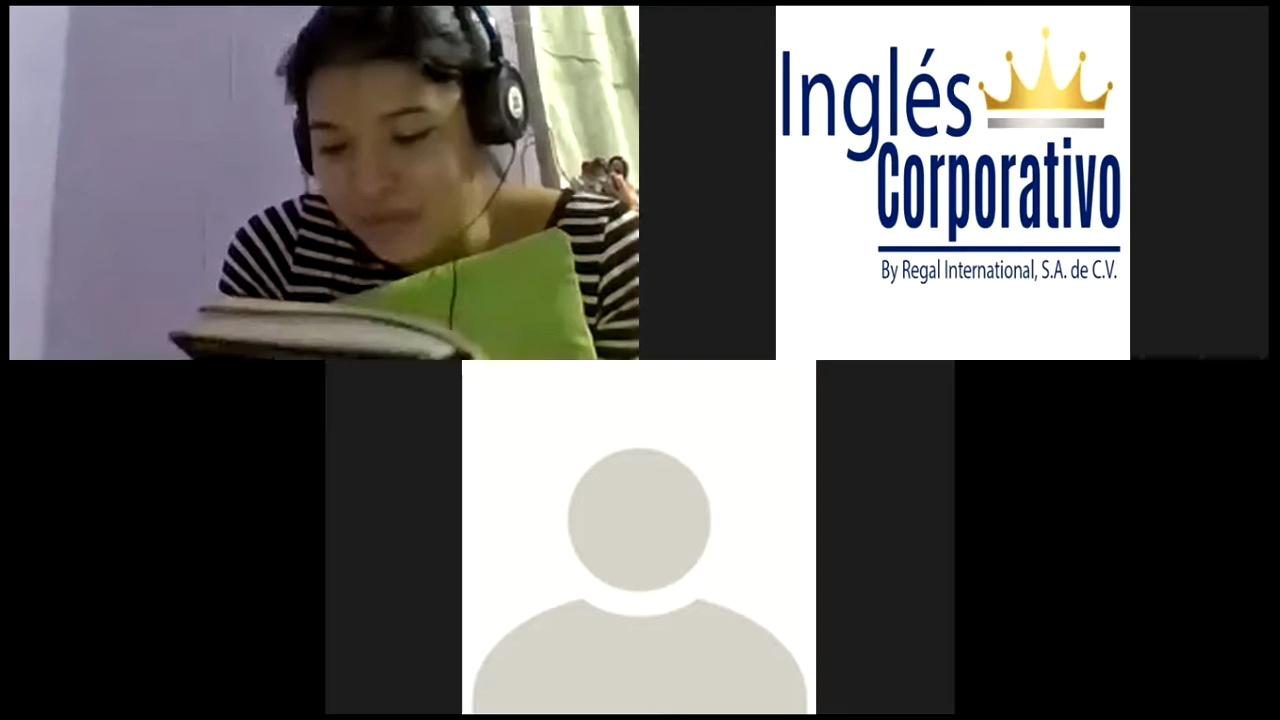 Inglés
Corporativo
By Regal International, S.A. de C.V.